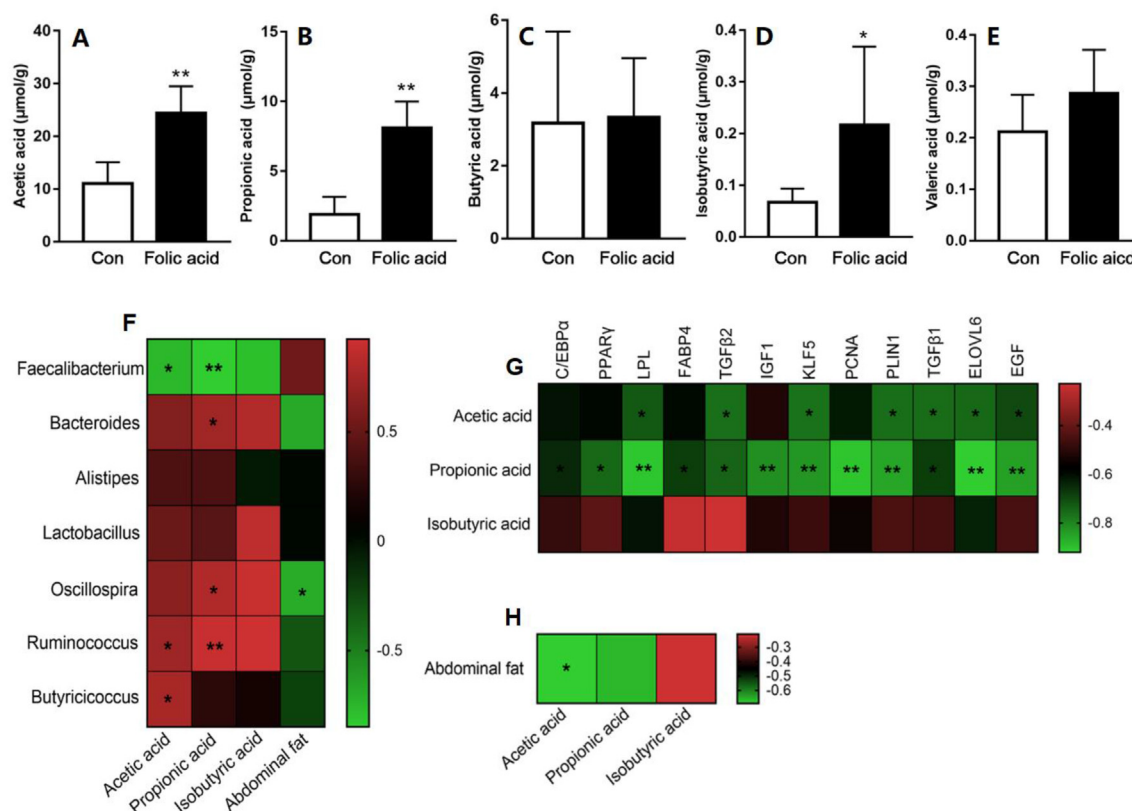 A
Acetic acid (μmol/g)
40
30
20
10
0
**
Con Folic acid
B
Propionic acid (μmol/g)
15
10
5
0
**
Con Folic acid
C
Butyric acid (μmol/g)
6
4
2
0
Con Folic acid
D
Isobutyric acid (μmol/g)
0.4
0.3
0.2
0.1
0.0
*
Con Folic acid
E
Valeric acid (μmol/g)
0.4
0.3
0.2
0.1
0.0
Con Folic aicd
F
Faecalibacterium * **
Bacteroides *
Alistipes
Lactobacillus
Oscillospira * *
Ruminococcus * **
Butyricicoccus *
Acetic acid
Propionic acid
Isobutyric acid
Abdominal fat
0.5
0
-0.5
G
C/EBPα
PPARγ
LPL
FABP4
TGFβ2
IGF1
KLF5
PCNA
PLIN1
TGFβ1
ELOVL6
EGF
Acetic acid * * * * * * *
Propionic acid * * ** * * ** ** ** ** * ** **
Isobutyric acid
-0.4
-0.6
-0.8
H
Abdominal fat *
Acetic acid
Propionic acid
Isobutyric acid
-0.3
-0.4
-0.5
-0.6